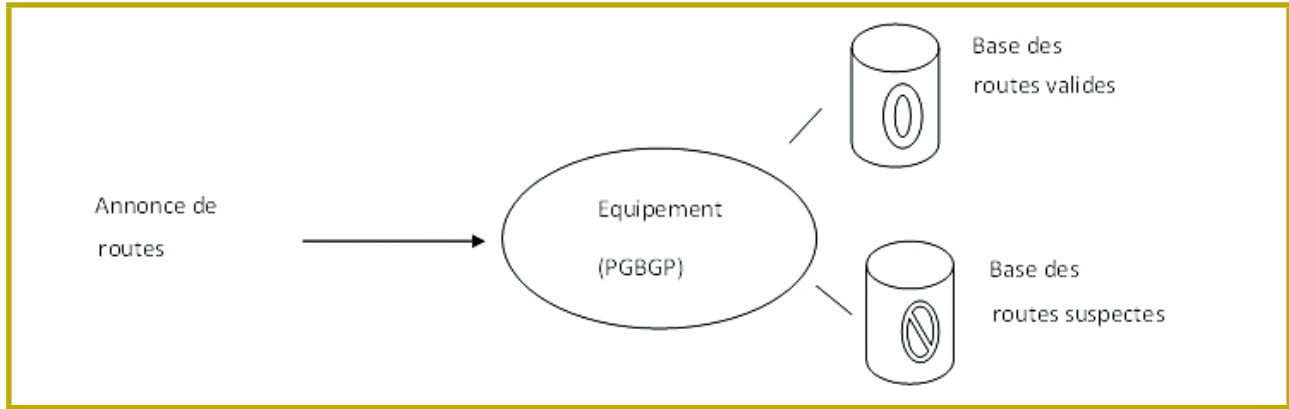 Annonce de
routes
Equipement
(PGBGP)
Base des
routes valides
Base des
routes suspectes